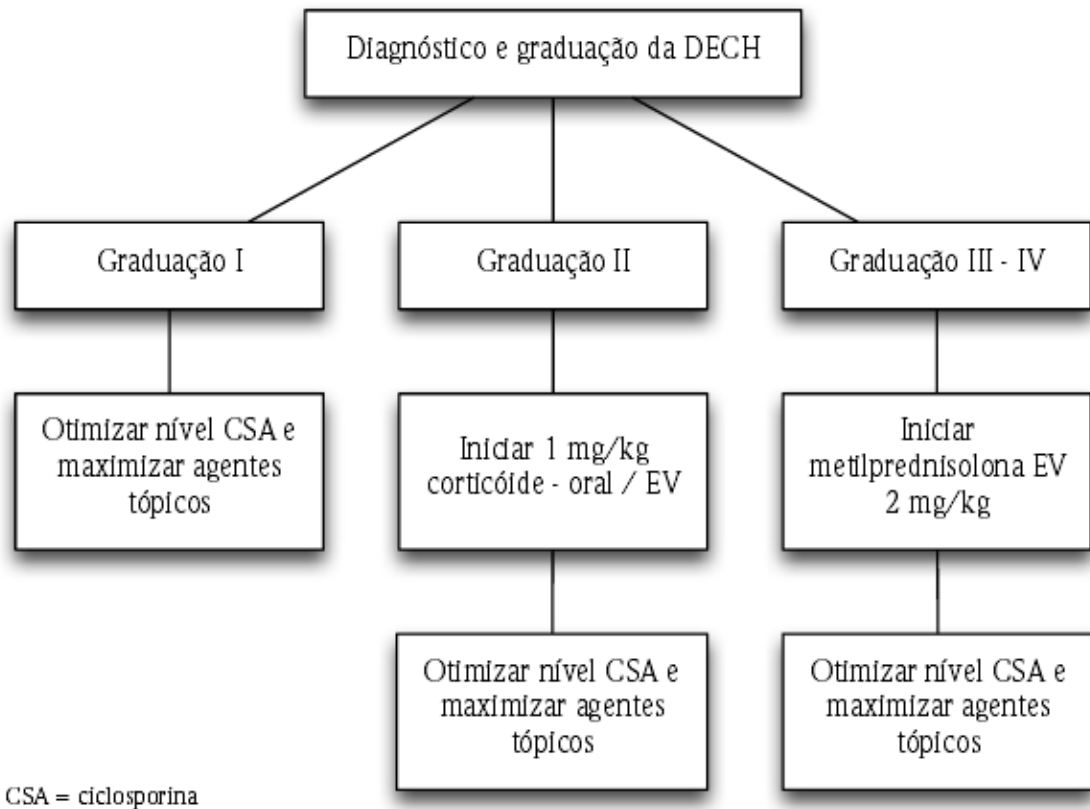 Diagnóstico e graduação da DECH
Graduação I
Graduação II
Graduação III - IV
Otimizar nível CSA e
maximizar agentes
tópicos
Iniciar 1 mg/kg
corticóide - oral / EV
Iniciar
metilprednisolona EV
2 mg/kg
Otimizar nível CSA e
maximizar agentes
tópicos
Otimizar nível CSA e
maximizar agentes
tópicos
CSA = ciclosporina